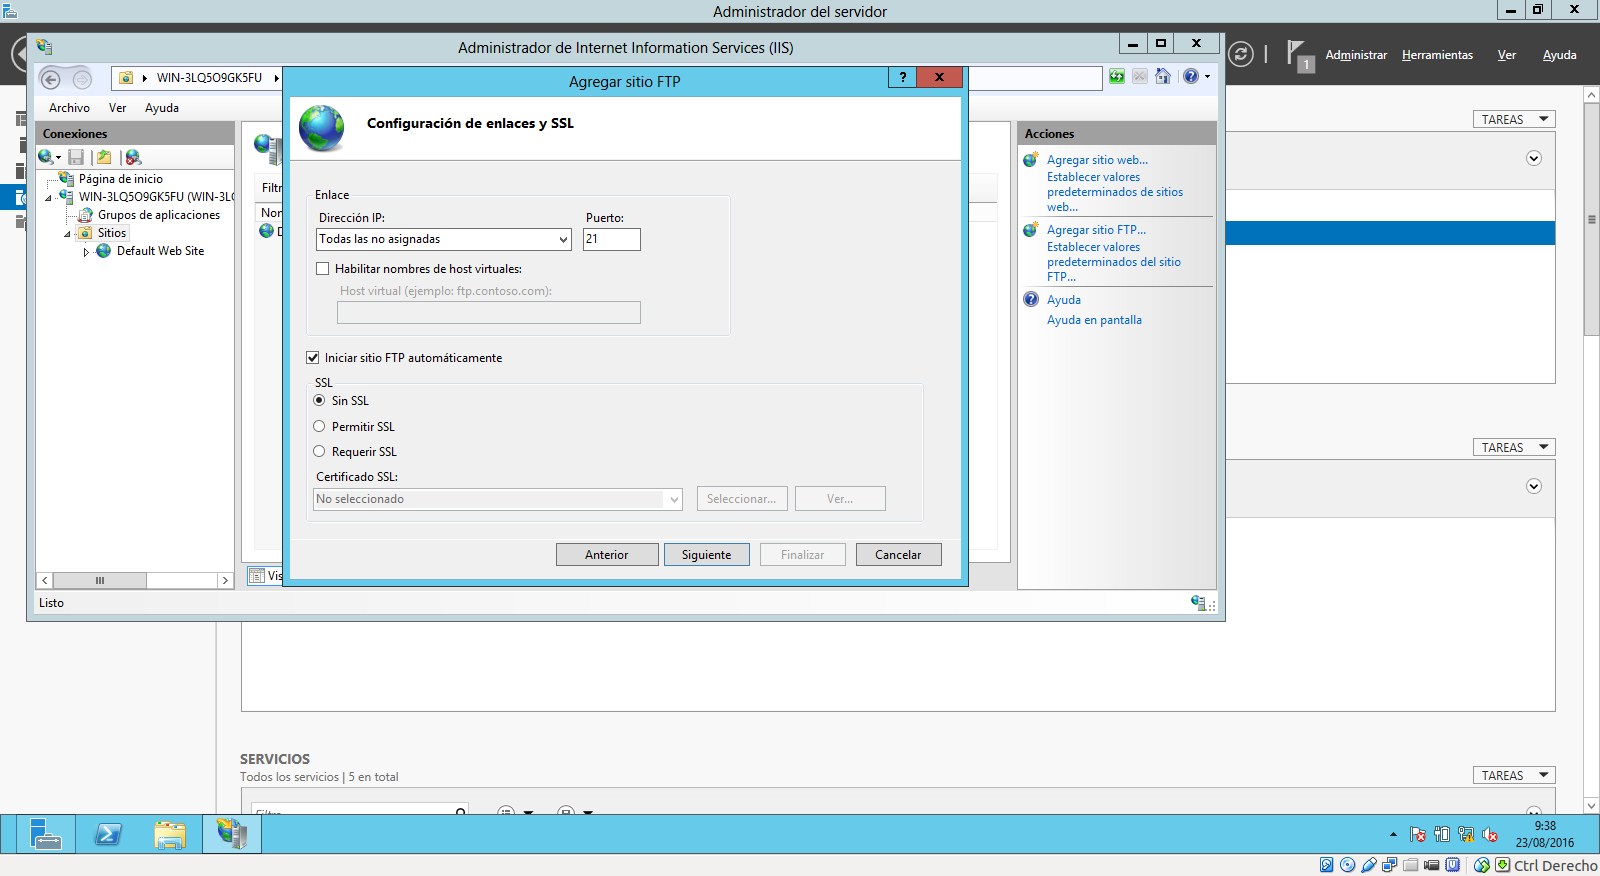 Administrador del servidor
Administrador de Internet Information Services (IIS)
1
Administrar Herramientas Ver Ayuda
WIN-3LQ5O9GK5FU
Archivo Ver Ayuda
Conexiones
Página de inicio
WIN-3LQ5O9GK5FU (WIN-3L
Grupos de aplicaciones
Sitios
Default Web Site
Filtr
Agregar sitio FTP
?
Configuración de enlaces y SSL
Enlace
Dirección IP: Puerto:
Todas las no asignadas 21
Habilitar nombres de host virtuales:
Host virtual (ejemplo: ftp.contoso.com):
Iniciar sitio FTP automáticamente
SSL
Sin SSL
Permitir SSL
Requerir SSL
Certificado SSL:
No seleccionado Seleccionar... Ver...
Anterior Siguiente Finalizar Cancelar
Acciones
Agregar sitio web...
Establecer valores
predeterminados de sitios
web...
Agregar sitio FTP...
Establecer valores
predeterminados del sitio
FTP...
Ayuda
Ayuda en pantalla
Vis
Listo
TAREAS
TAREAS
SERVICIOS
Todos los servicios | 5 en total
TAREAS
Filtro
9:38
23/08/2016
Ctrl Derecho